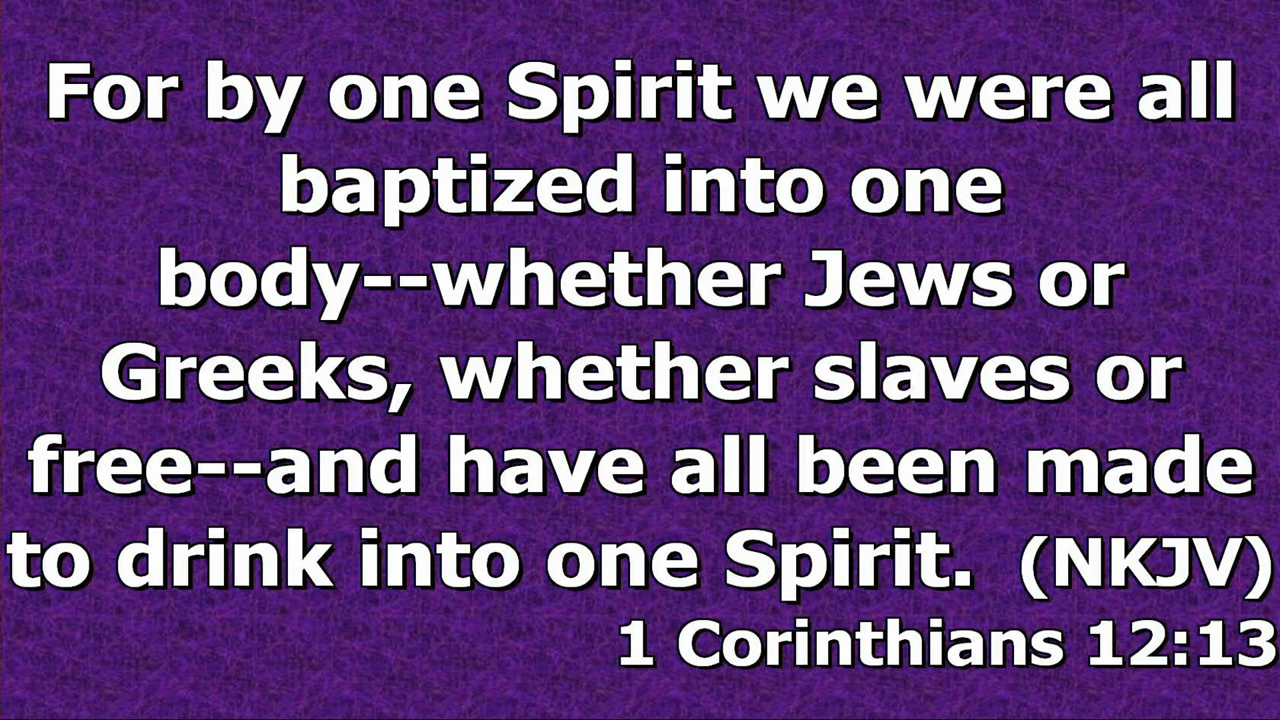 For by one Spirit we were all
baptized into one
body--whether Jews or
Greeks, whether slaves or
free--and have all been made
to drink into one Spirit.  (NKJV)
1 Corinthians 12:13